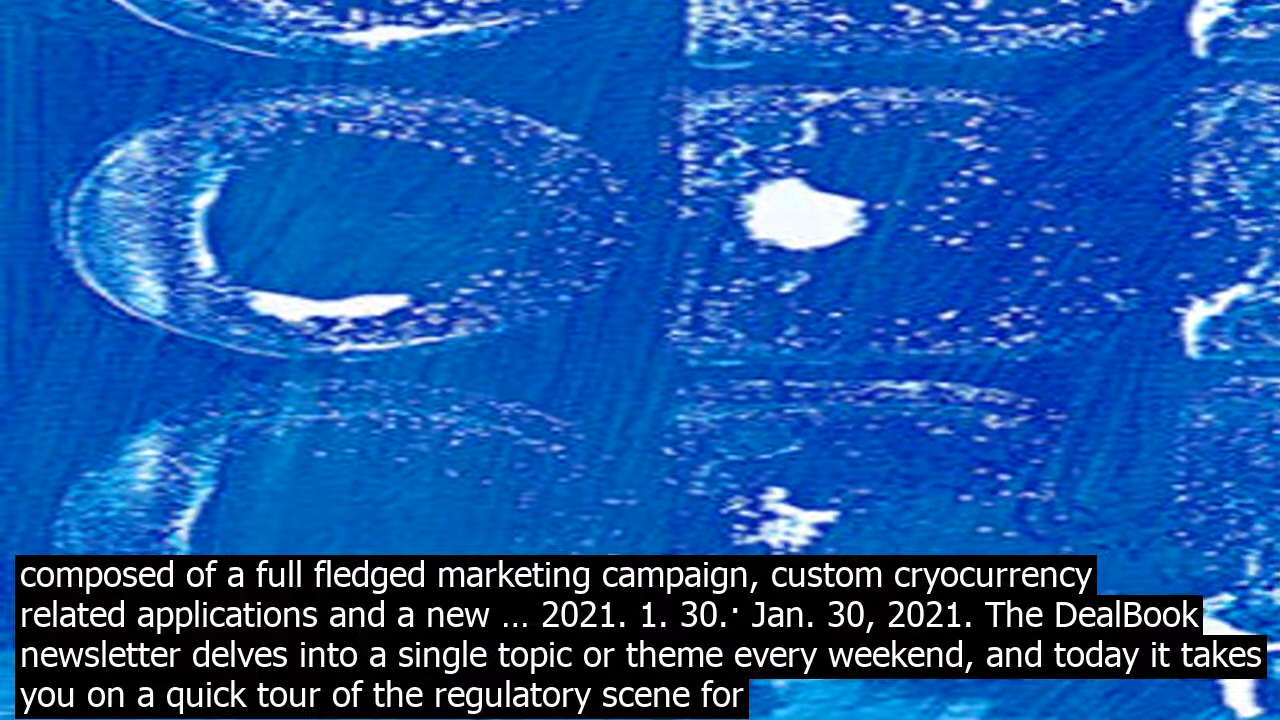 composed of a full fledged marketing campaign, custom cryocurrency
related applications and a new ... 2021. 1. 30.· Jan. 30, 2021. The DealBook
newsletter delves into a single topic or theme every weekend, and today it takes
you on a quick tour of the regulatory scene for